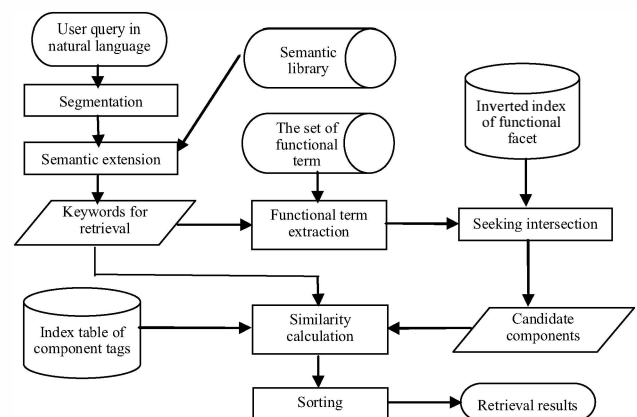 User query in
natural language
Semantic
library
Segmentation
Inverted index
of functional
facet
The set of
functional
term
Semantic extension
Keywords for
retrieval
Functional term
extraction
Seeking intersection
Index table of
component tags
Similarity
calculation
Candidate
components
Sorting
Retrieval results